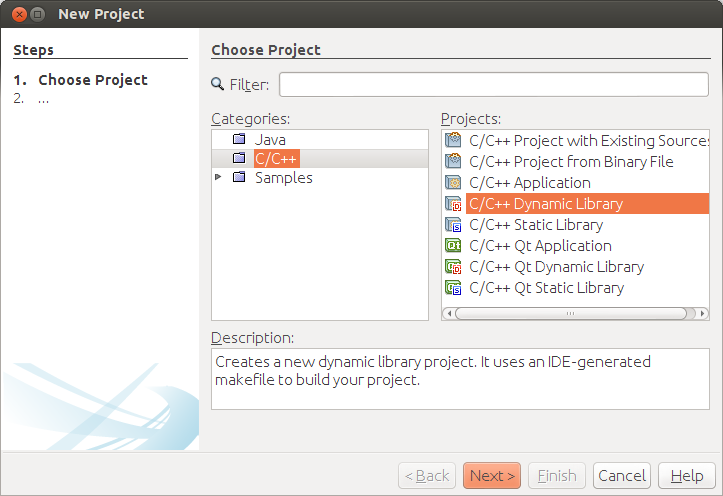 New Project
Steps
1. Choose Project
2. ...
Choose Project
Filter:
Categories:
Java
C/C++
Samples
Projects:
C/C++ Project with Existing Sources
C/C++ Project from Binary File
C/C++ Application
C/C++ Dynamic Library
C/C++ Static Library
C/C++ Qt Application
C/C++ Qt Dynamic Library
C/C++ Qt Static Library
Description:
Creates a new dynamic library project. It uses an IDE-generated
makefile to build your project.
< Back Next > Finish Cancel Help